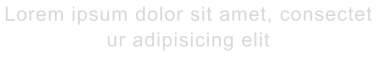 Lorem ipsum dolor sit amet, consectet
ur adipisicing elit